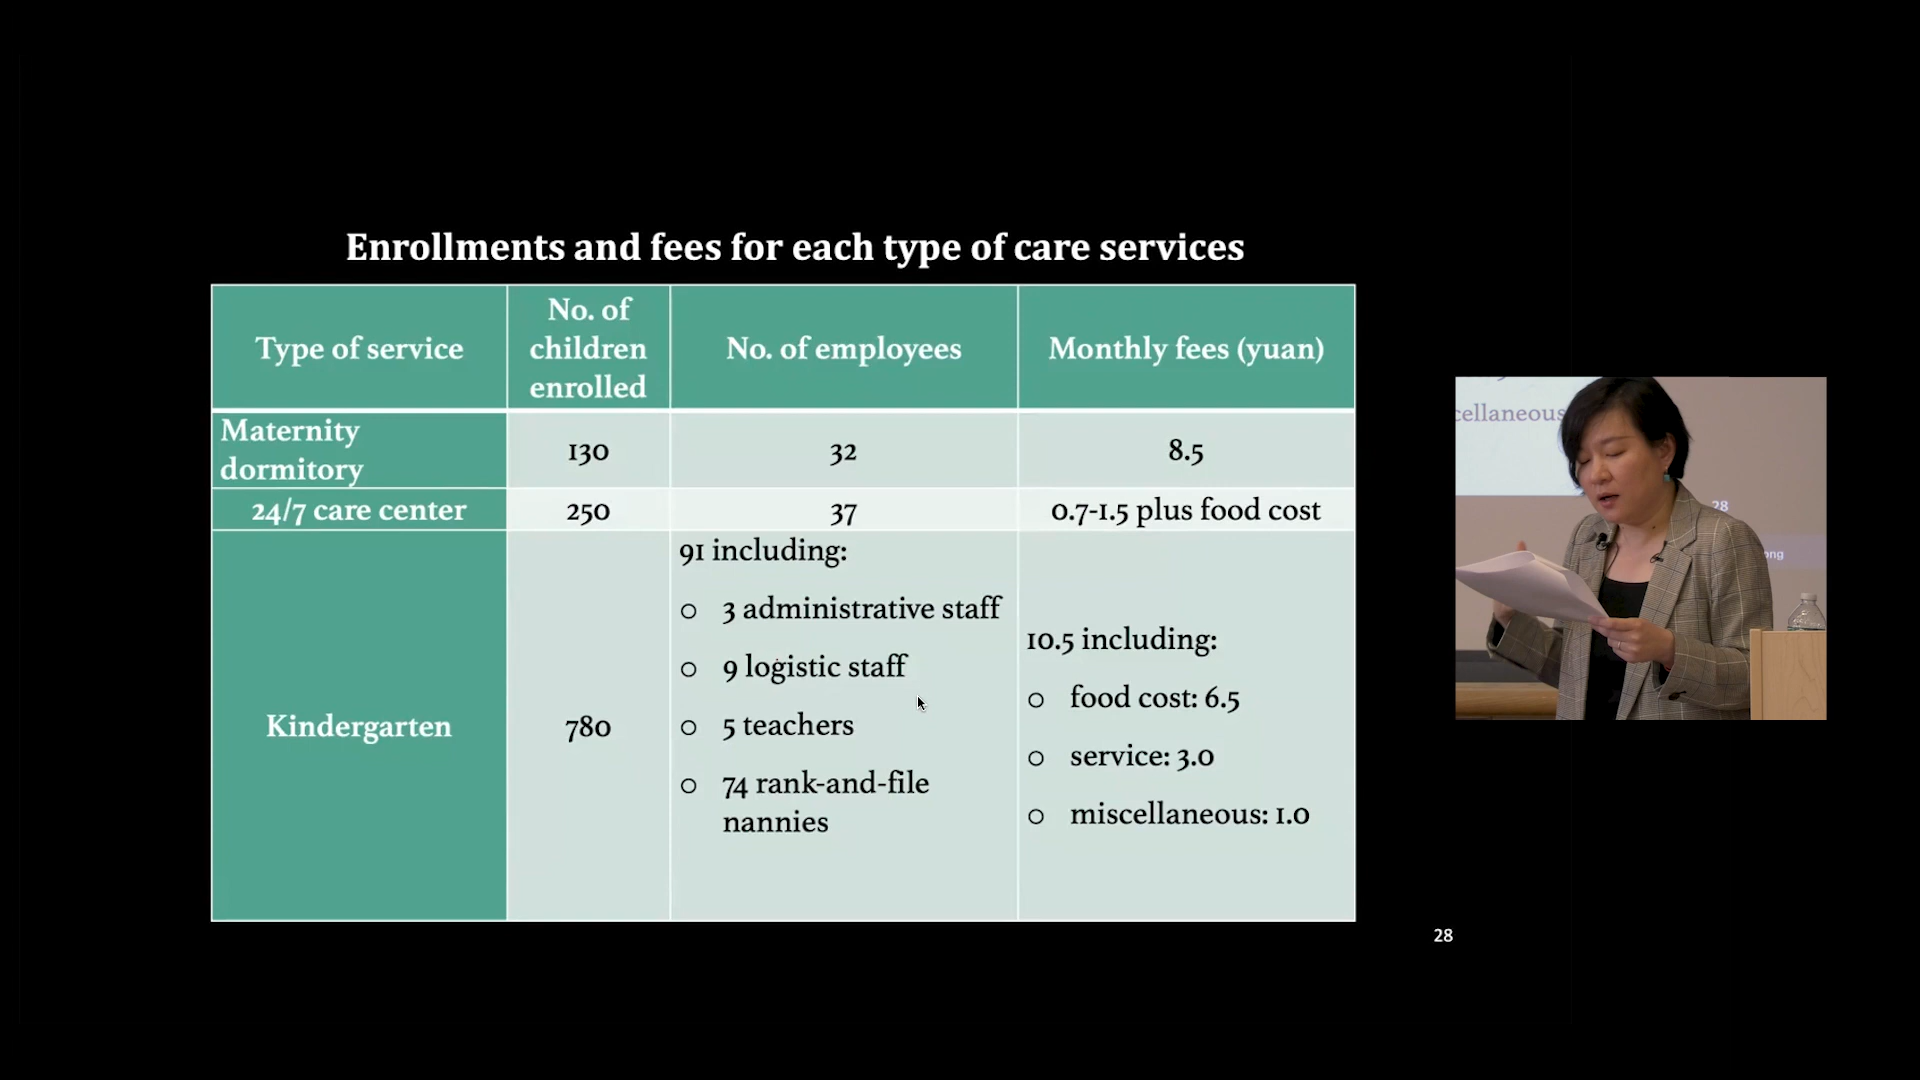 Enrollments and fees for each type of care services
Type of service
No. of
children
enrolled
No. of employees
Monthly fees (yuan)
Maternity
dormitory
130
32
8.5
24/7 care center
250
37
0.7-1.5 plus food cost
Kindergarten
780
91 including:
3 administrative staff
9 logistic staff
5 teachers
74 rank-and-file
nannies
10.5 including:
food cost: 6.5
service: 3.0
miscellaneous: 1.0
28
cellaneous
28
ong